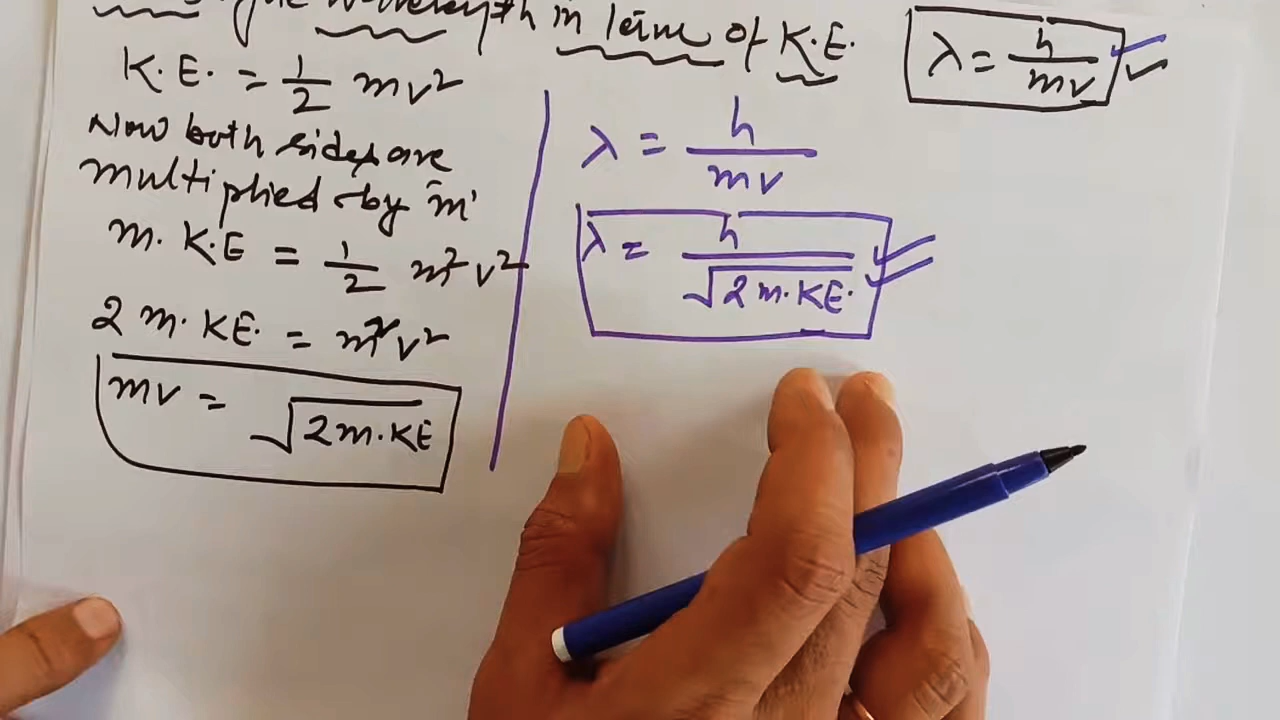 in term of K.E.
λ = h/mv
K.E. = 1/2 mv²
Now both sides are
multiplied by 'm'
m. K.E = 1/2 m²v²
2 m. KE. = m²v²
mv = √2m.KE
λ = h/mv
λ = h/√2m.KE.